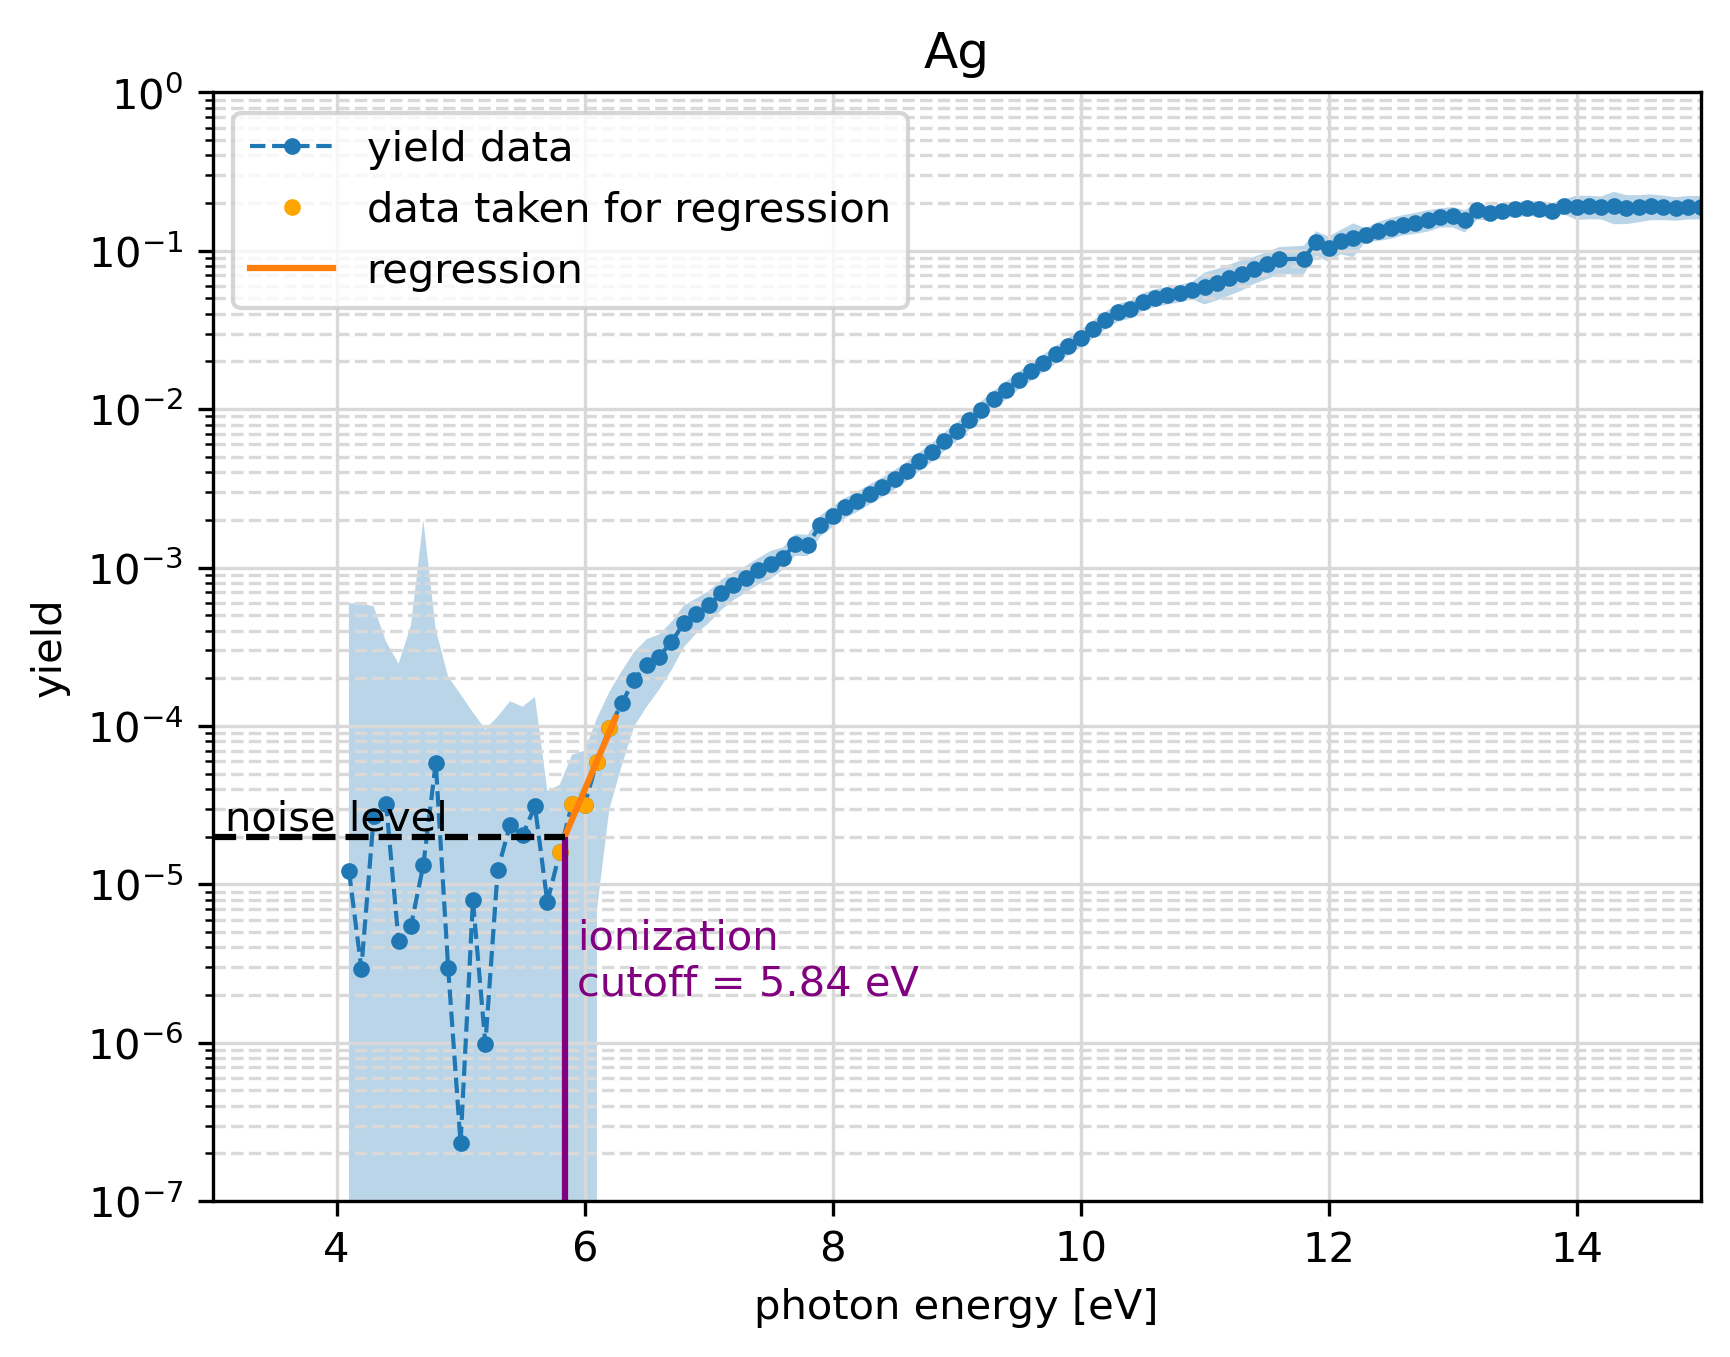 Ag
10⁰
yield data
data taken for regression
regression
10⁻¹
10⁻²
10⁻³
10⁻⁴
10⁻⁵
10⁻⁶
10⁻⁷
yield
noise level
ionization
cutoff = 5.84 eV
4 6 8 10 12 14
photon energy [eV]